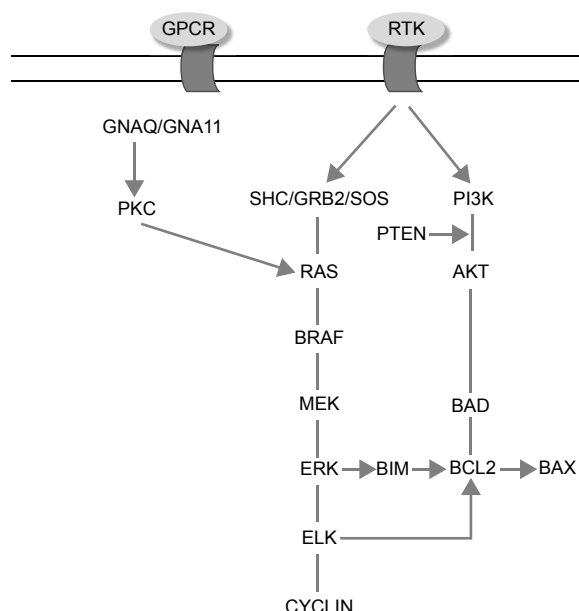 GPCR RTK
GNAQ/GNA11
PKC SHC/GRB2/SOS PI3K
PTEN
RAS AKT
BRAF
MEK BAD
ERK BIM BCL2 BAX
ELK
CYCLIN